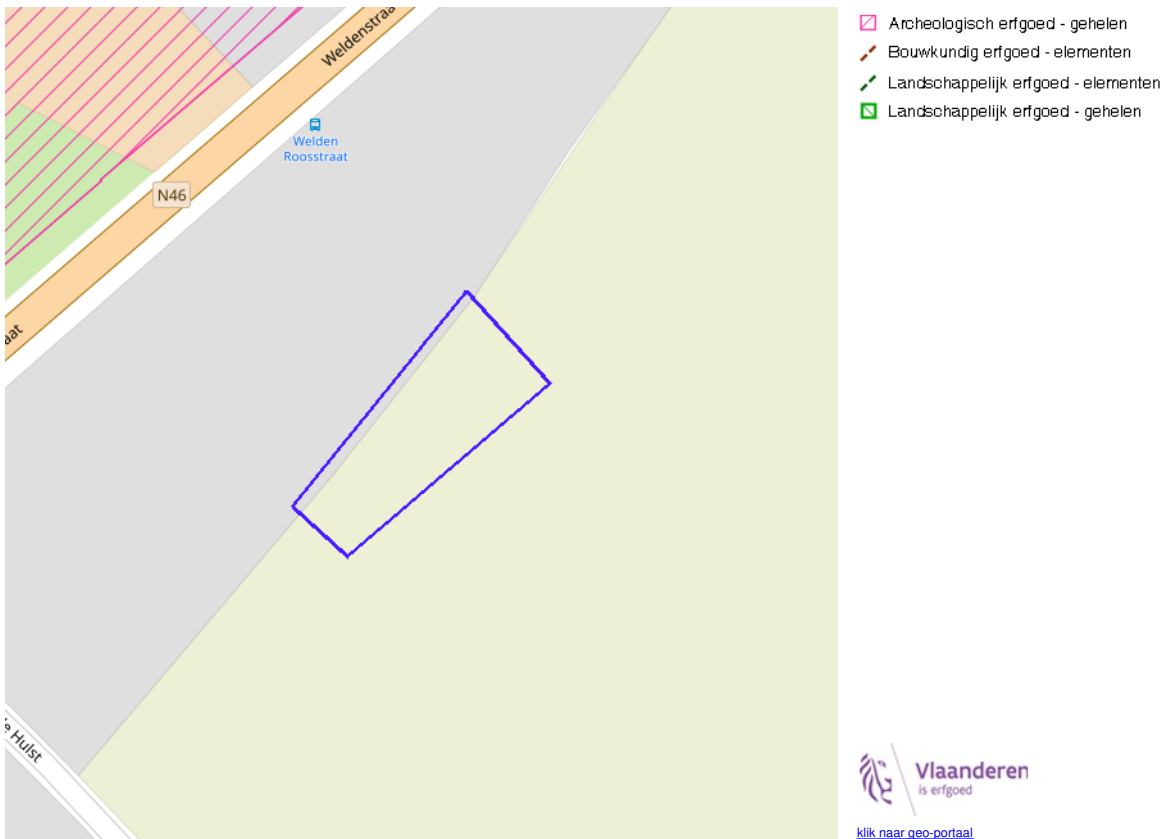 Weldenstraa
Welden
Roosstraat
N46
aat
e Hulst
Archeologisch erfgoed - gehelen
Bouwkundig erfgoed - elementen
Landschappelijk erfgoed - elementen
Landschappelijk erfgoed - gehelen
Vlaanderen
is erfgoed
klik naar geo-portaal